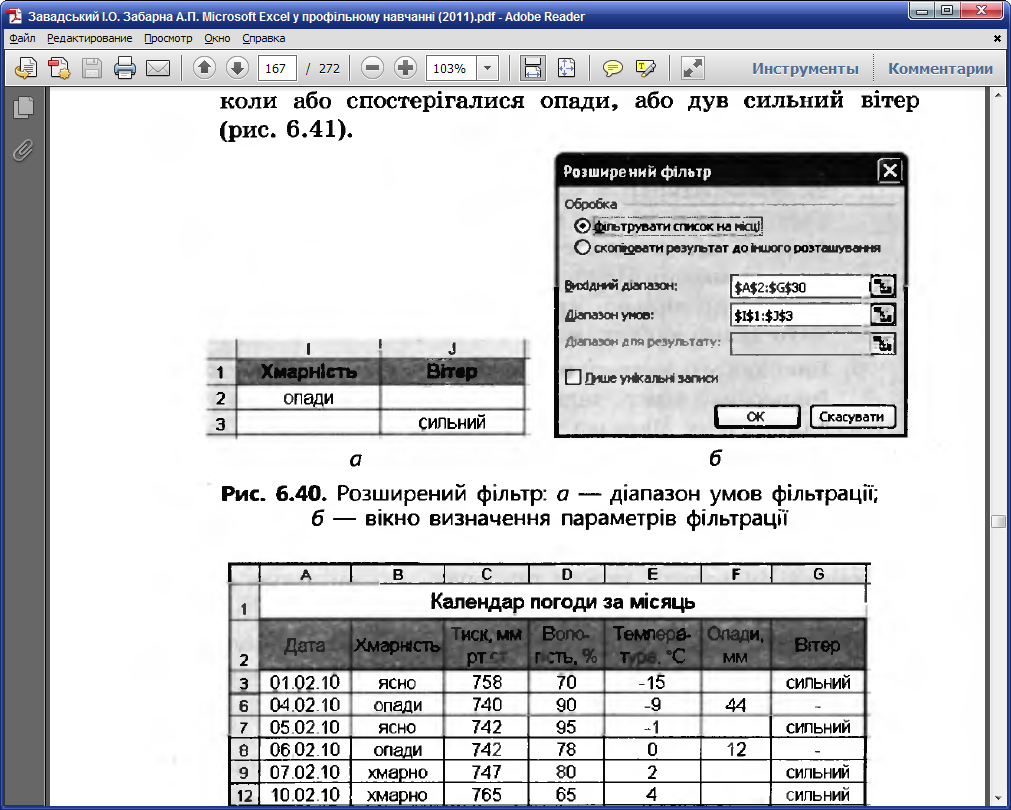 Завадський І.О. Забарна А.П. Microsoft Excel у профільному навчанні (2011).pdf - Adobe Reader
Файл Редактирование Просмотр Окно Справка
167 / 272 103% Инструменты Комментарии
коли або спостерігалися опади, або дув сильний вітер
(рис. 6.41).
Розширений фільтр
Обробка
фільтрувати список на місці
скопіювати результат до іншого розташування
Вихідний діапазон: $A$2:$G$30
Діапазон умов: $I$1:$J$3
Діапазон для результату:
Лише унікальні записи
ОК Скасувати
I J
1 Хмарність Вітер
2 опади
3 сильний
а б
Рис. 6.40. Розширений фільтр: а — діапазон умов фільтрації;
б — вікно визначення параметрів фільтрації
A B C D E F G
1 Календар погоди за місяць
2 Дата Хмарність Тиск, мм рт.ст. Воло-гість, % Темпера-тура, °С Опади, мм Вітер
3 01.02.10 ясно 758 70 -15 сильний
6 04.02.10 опади 740 90 -9 44 -
7 05.02.10 ясно 742 95 -1 сильний
8 06.02.10 опади 742 78 0 12 -
9 07.02.10 хмарно 747 80 2 сильний
12 10.02.10 хмарно 765 65 4 сильний